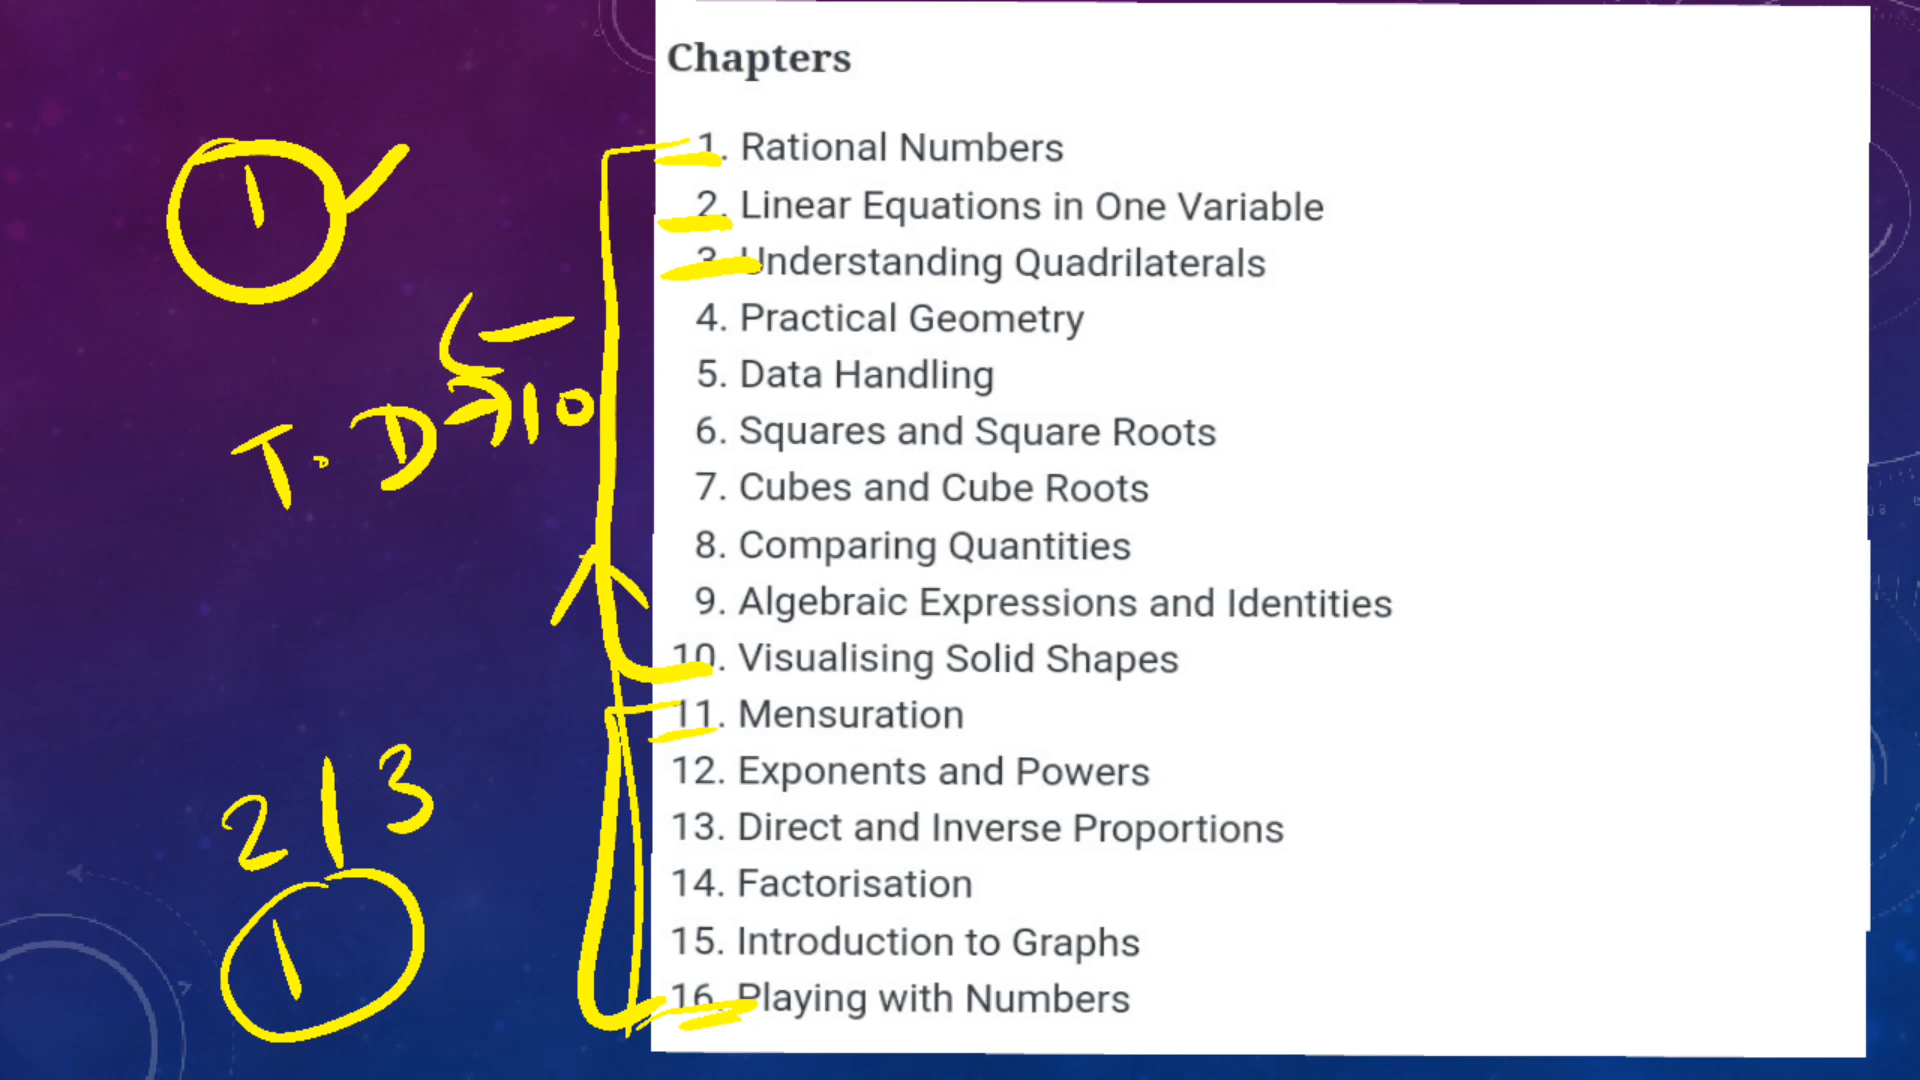 Chapters
1. Rational Numbers
2. Linear Equations in One Variable
3. Understanding Quadrilaterals
4. Practical Geometry
5. Data Handling
6. Squares and Square Roots
7. Cubes and Cube Roots
8. Comparing Quantities
9. Algebraic Expressions and Identities
10. Visualising Solid Shapes
11. Mensuration
12. Exponents and Powers
13. Direct and Inverse Proportions
14. Factorisation
15. Introduction to Graphs
16. Playing with Numbers
1
T. D → 10
2 | 3
1